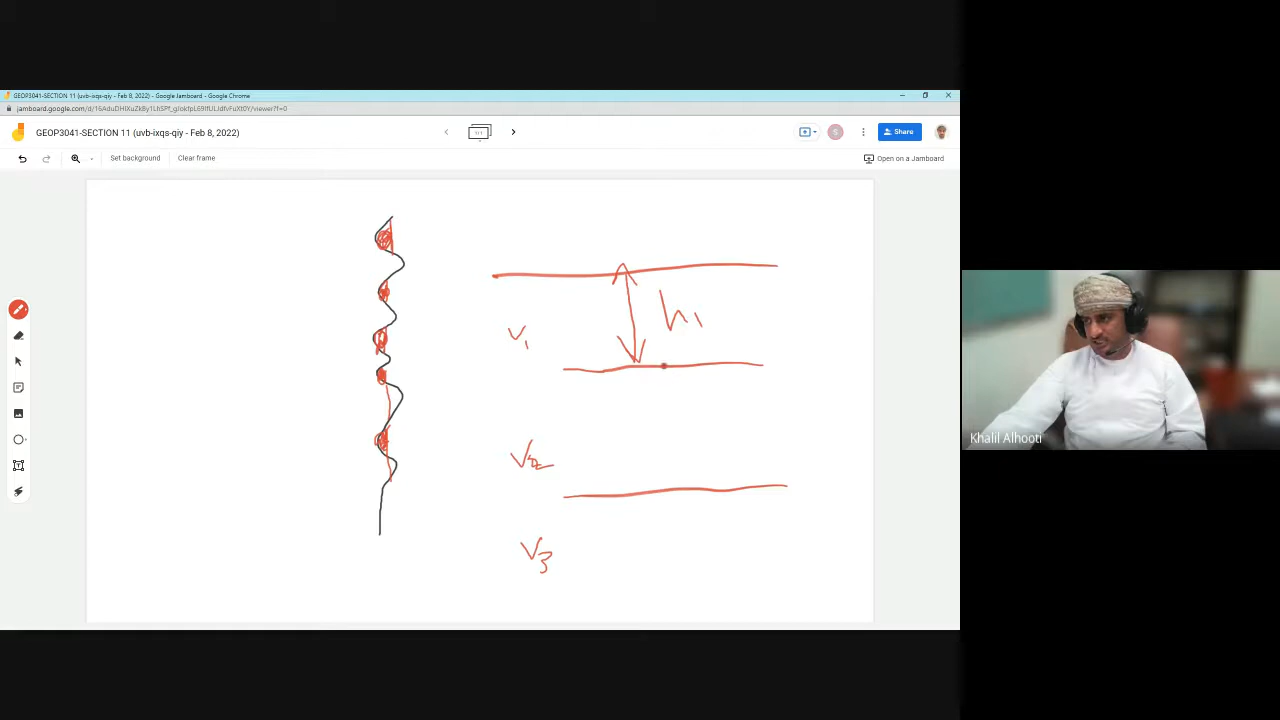 GEOP3041-SECTION 11 (uvb-ixqs-qiy - Feb 8, 2022) - Google Jamboard - Google Chrome
GEOP3041-SECTION 11 (uvb-ixqs-qiy - Feb 8, 2022)
Share
Set background
Clear frame
Open on a Jamboard
h1
V1
Khalil Alhooti
V2
V3